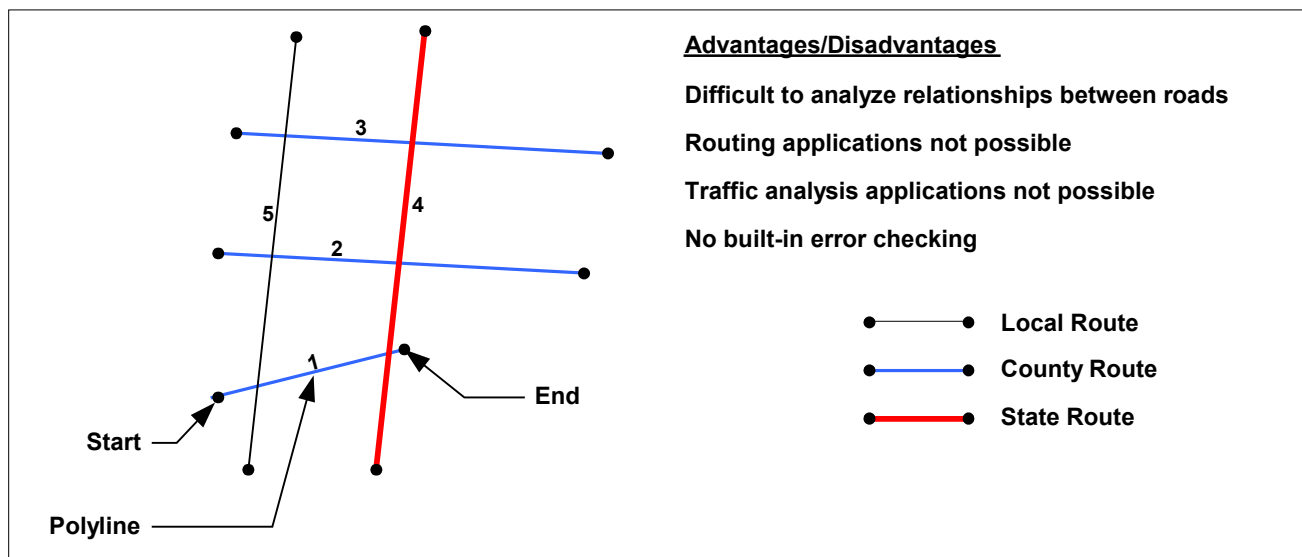 3
5
4
2
1
Start
End
Polyline
Advantages/Disadvantages
Difficult to analyze relationships between roads
Routing applications not possible
Traffic analysis applications not possible
No built-in error checking
Local Route
County Route
State Route